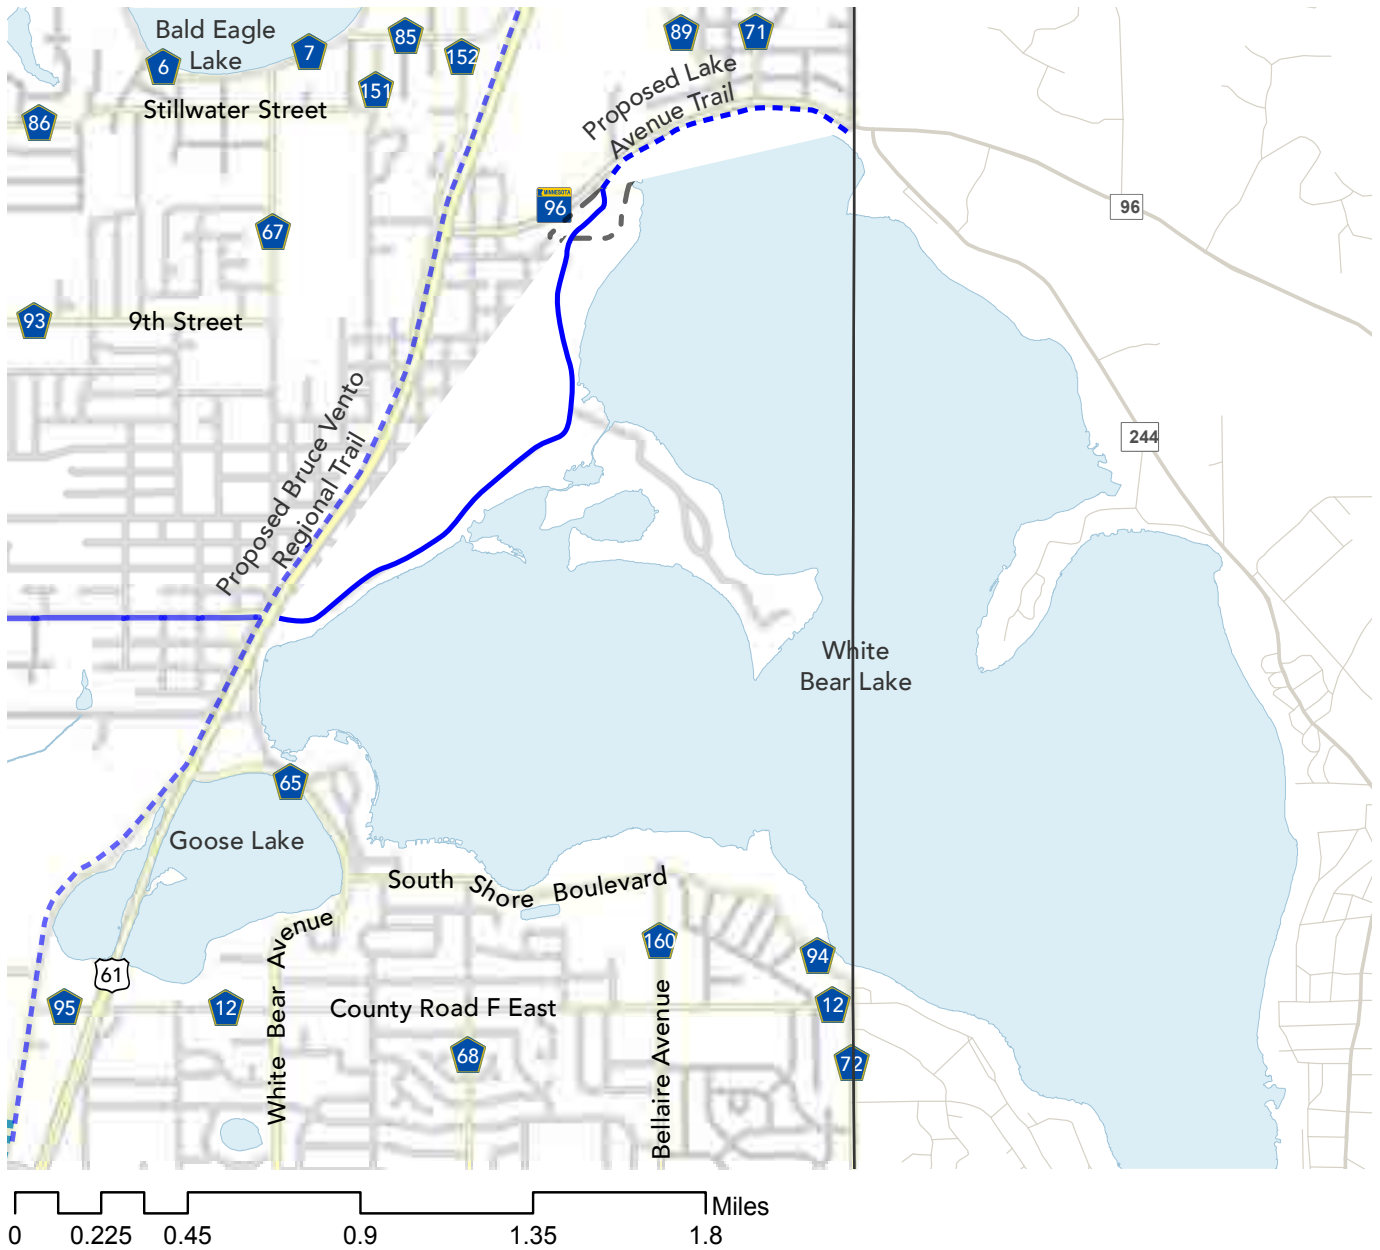 Bald Eagle
Lake
6
7
85
152
151
89
71
86
Stillwater Street
Proposed Lake
Avenue Trail
MINNESOTA
96
96
67
93
9th Street
244
Proposed Bruce Vento
Regional Trail
White
Bear Lake
65
Goose Lake
South Shore Boulevard
White Bear Avenue
160
94
61
95
12
County Road F East
12
68
Bellaire Avenue
72
Miles
0
0.225
0.45
0.9
1.35
1.8